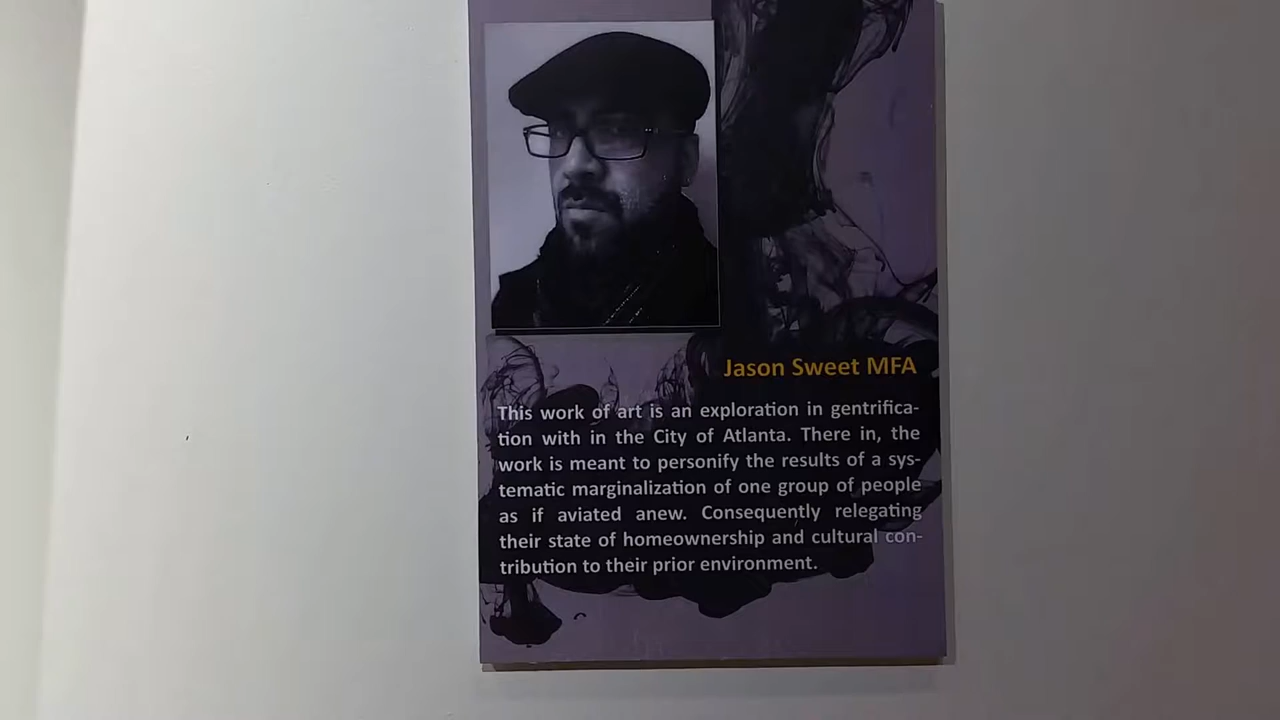 Jason Sweet MFA
This work of art is an exploration in gentrifica-
tion with in the City of Atlanta. There in, the
work is meant to personify the results of a sys-
tematic marginalization of one group of people
as if aviated anew. Consequently relegating
their state of homeownership and cultural con-
tribution to their prior environment.